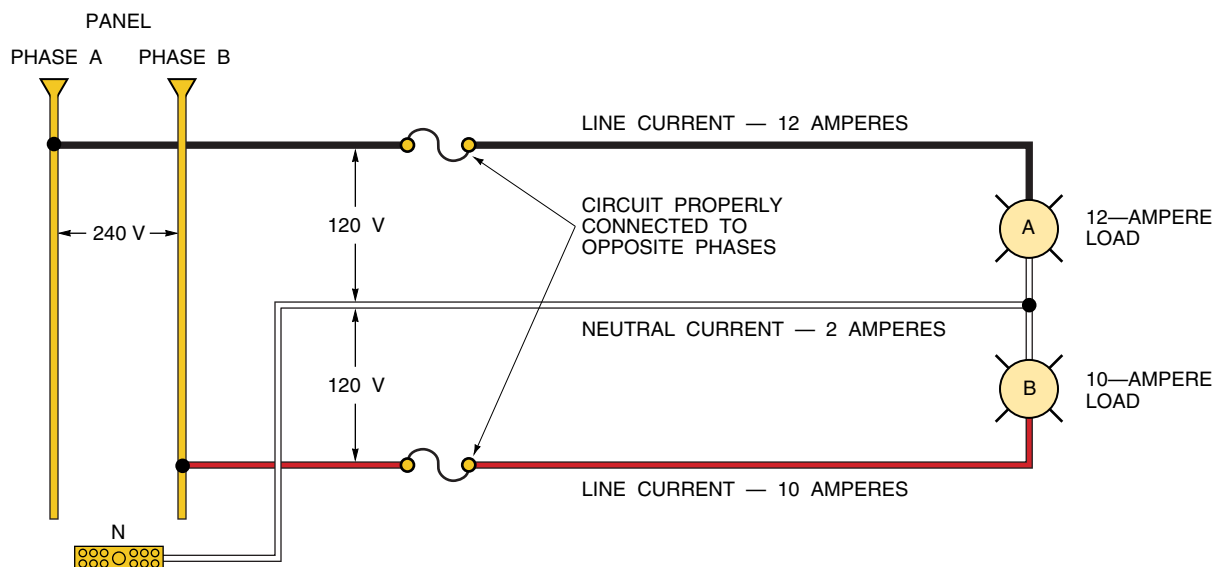 PANEL
PHASE A PHASE B
LINE CURRENT — 12 AMPERES
CIRCUIT PROPERLY
CONNECTED TO
OPPOSITE PHASES
240 V
120 V
A
12—AMPERE
LOAD
NEUTRAL CURRENT — 2 AMPERES
120 V
B
10—AMPERE
LOAD
LINE CURRENT — 10 AMPERES
N